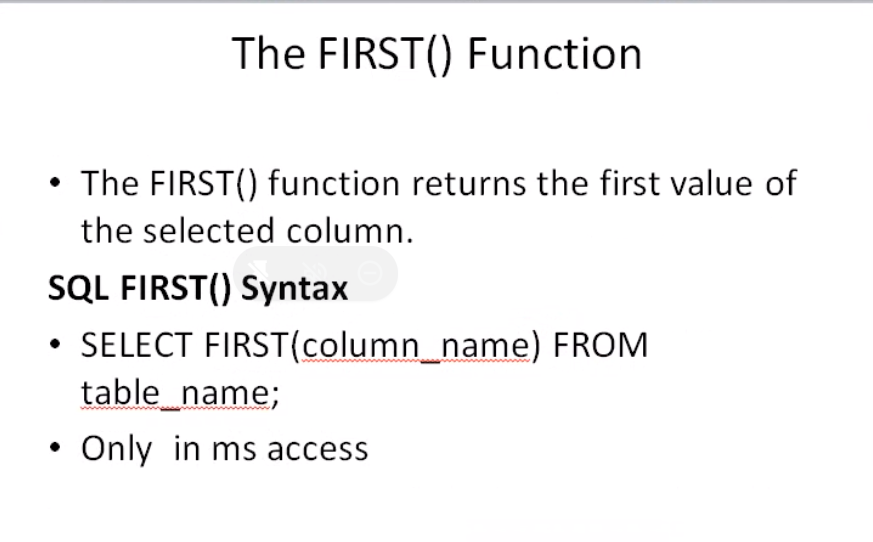 The FIRST() Function
• The FIRST() function returns the first value of
the selected column.
SQL FIRST() Syntax
• SELECT FIRST(column_name) FROM
table_name;
• Only  in ms access